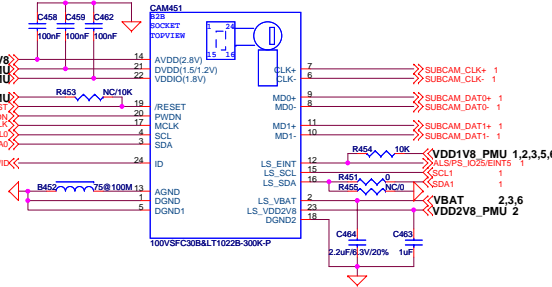 CAM451
B2B
SOCKET
TOPVIEW
1 24
15 16
C458 C459 C462
100nF 100nF 100nF
14 AVDD(2.8V)
21 DVDD(1.5/1.2V)
22 VDDIO(1.8V)
R453 NC/10K
19 /RESET
20 PWDN
17 MCLK
4 SCL
3 SDA
24 ID
B452 75@100M
13 AGND
1 DGND
5 DGND1
CLK+ 7 SUBCAM_CLK+ 1
CLK- 6 SUBCAM_CLK- 1
MD0+ 9 SUBCAM_DAT0+ 1
MD0- 8 SUBCAM_DAT0- 1
MD1+ 11 SUBCAM_DAT1+ 1
MD1- 10 SUBCAM_DAT1- 1
R454 10K VDD1V8_PMU 1,2,3,5,6
LS_EINT 12 ALS/PS_IO25/EINT5 1
LS_SCL 15 R451 0 SCL1 1
LS_SDA 16 R455 NC/0 SDA1 1
LS_VBAT 2 VBAT 2,3,6
LS_VDD2V8 23 VDD2V8_PMU 2
DGND2 18
C464
2.2uF/6.3V/20%
C463
1uF
100VSFC30B&LT1022B-300K-P